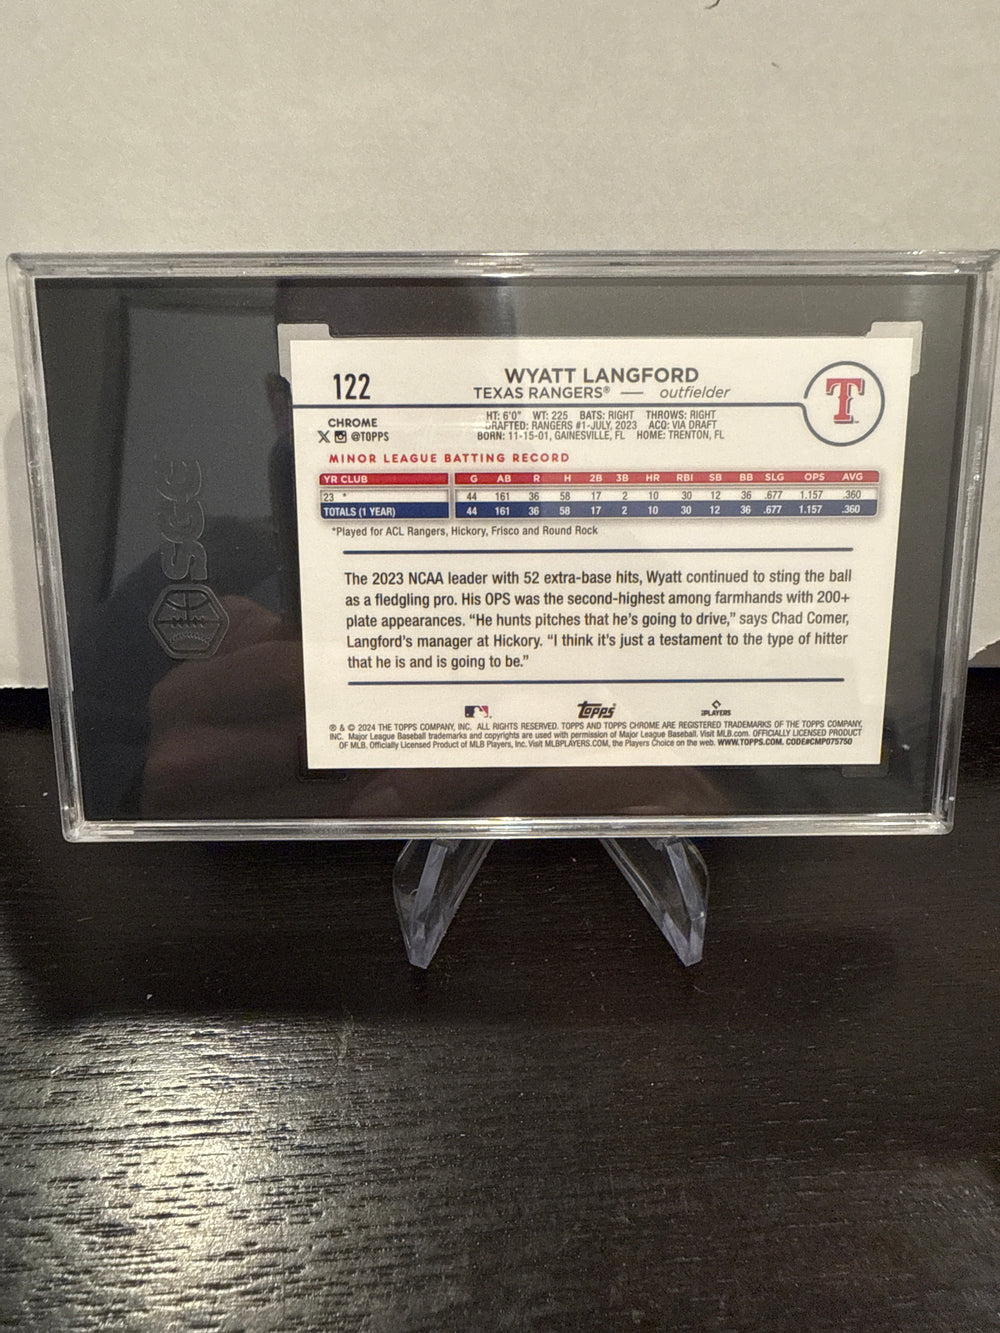 122
WYATT LANGFORD
TEXAS RANGERS® — outfielder
T
CHROME
X @TOPPS
HT: 6'0" WT: 225 BATS: RIGHT THROWS: RIGHT
DRAFTED: RANGERS #1-JULY, 2023 ACQ: VIA DRAFT
BORN: 11-15-01, GAINESVILLE, FL HOME: TRENTON, FL
MINOR LEAGUE BATTING RECORD
YR CLUB G AB R H 2B 3B HR RBI SB BB SLG OPS AVG
23 * 44 161 36 58 17 2 10 30 12 36 .677 1.157 .360
TOTALS (1 YEAR) 44 161 36 58 17 2 10 30 12 36 .677 1.157 .360
*Played for ACL Rangers, Hickory, Frisco and Round Rock
The 2023 NCAA leader with 52 extra-base hits, Wyatt continued to sting the ball
as a fledgling pro. His OPS was the second-highest among farmhands with 200+
plate appearances. “He hunts pitches that he’s going to drive,” says Chad Comer,
Langford’s manager at Hickory. “I think it’s just a testament to the type of hitter
that he is and is going to be.”
Topps
PLAYERS
® & © 2024 THE TOPPS COMPANY, INC. ALL RIGHTS RESERVED. TOPPS AND TOPPS CHROME ARE REGISTERED TRADEMARKS OF THE TOPPS COMPANY,
INC. Major League Baseball trademarks and copyrights are used with permission of Major League Baseball. Visit MLB.com. OFFICIALLY LICENSED PRODUCT
OF MLB. Officially Licensed Product of MLB Players, Inc. Visit MLBPLAYERS.COM, the Players Choice on the web. WWW.TOPPS.COM. CODE#CMP075750
SGC